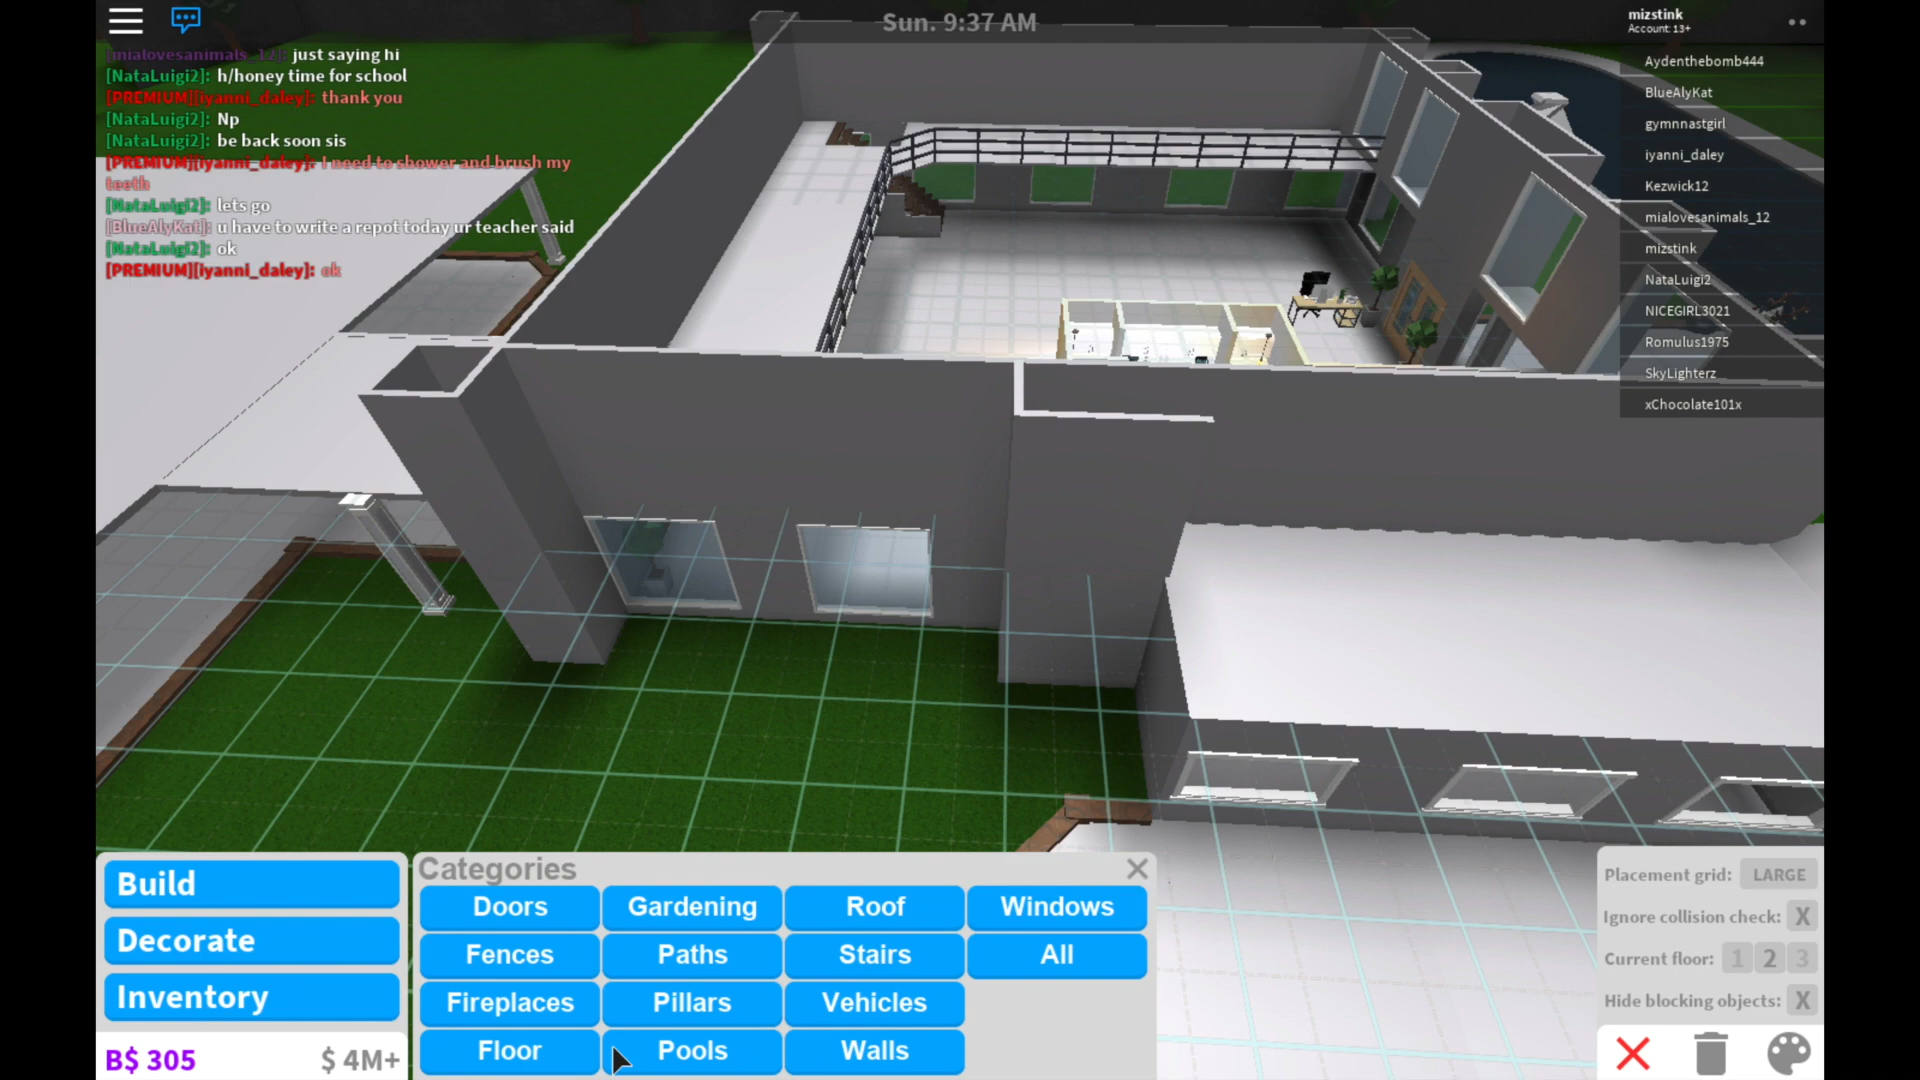 Sun. 9:37 AM
mizstink
Account: 13+
[mialovesanimals_12]: just saying hi
[NataLuigi2]: h/honey time for school
[PREMIUM][iyanni_daley]: thank you
[NataLuigi2]: Np
[NataLuigi2]: be back soon sis
[PREMIUM][iyanni_daley]: I need to shower and brush my
teeth
[NataLuigi2]: lets go
[BlueAlyKat]: u have to write a repot today ur teacher said
[NataLuigi2]: ok
[PREMIUM][iyanni_daley]: ok
Aydenthebomb444
BlueAlyKat
gymnnastgirl
iyanni_daley
Kezwick12
mialovesanimals_12
mizstink
NataLuigi2
NICEGIRL3021
Romulus1975
SkyLighterz
xChocolate101x
Build
Decorate
Inventory
B$ 305 $ 4M+
Categories
Doors Gardening Roof Windows
Fences Paths Stairs All
Fireplaces Pillars Vehicles
Floor Pools Walls
Placement grid: LARGE
Ignore collision check: X
Current floor: 1 2 3
Hide blocking objects: X